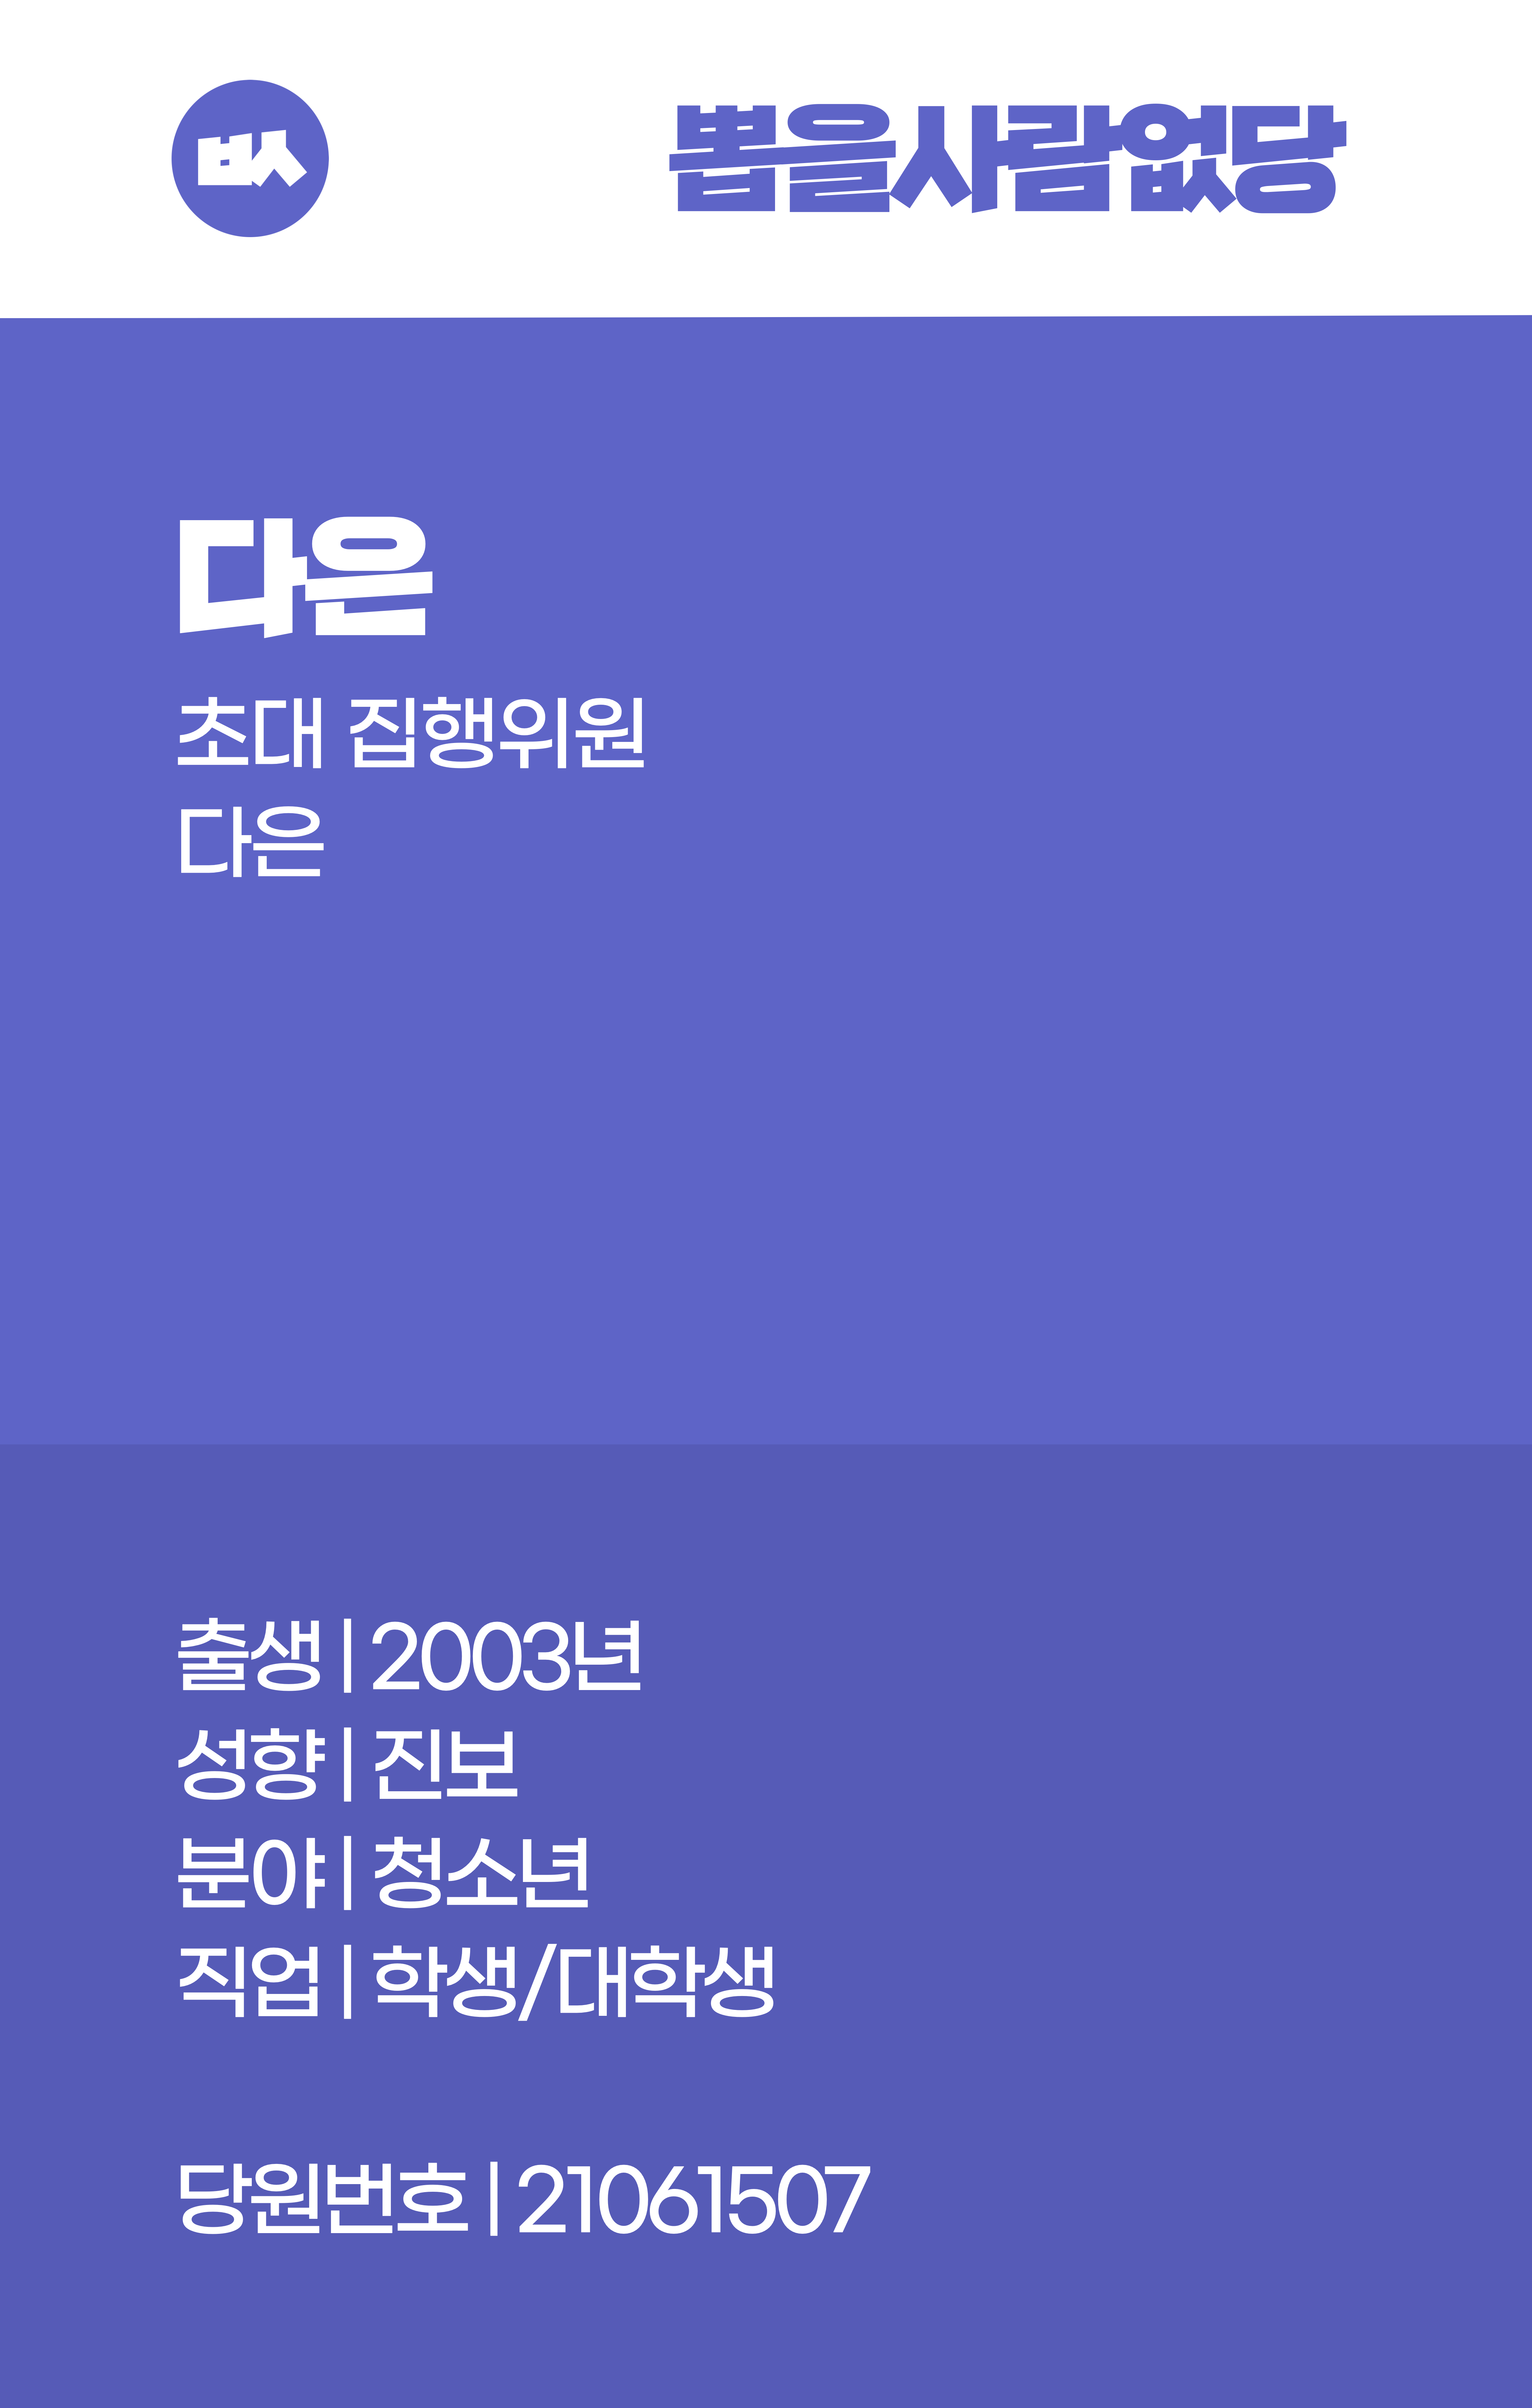 ㅃㅅ
뽑을사람없당
다은
초대 집행위원
다은
출생 | 2003년
성향 | 진보
분야 | 청소년
직업 | 학생/대학생
당원번호 | 21061507